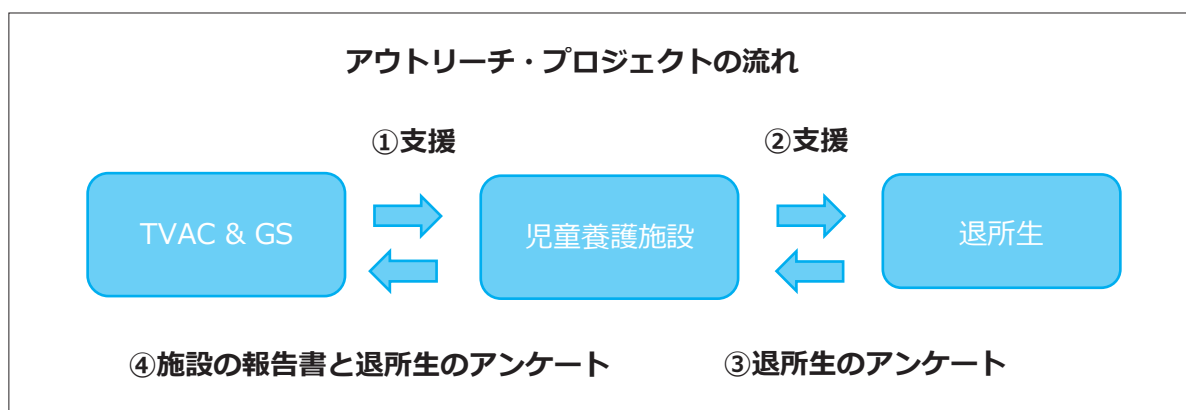 アウトリーチ・プロジェクトの流れ
①支援
②支援
TVAC & GS
児童養護施設
退所生
④施設の報告書と退所生のアンケート
③退所生のアンケート